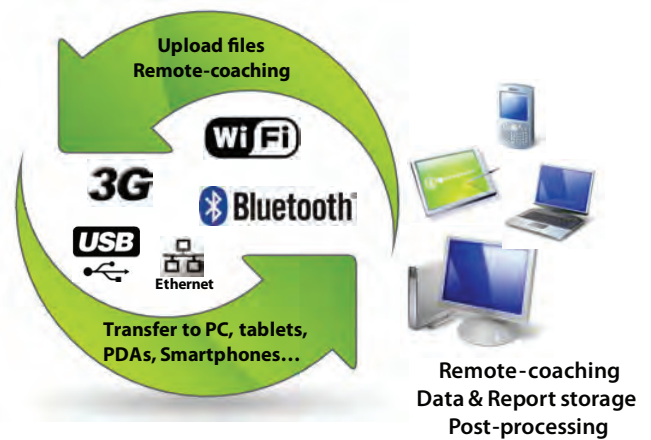 Upload files
Remote-coaching
WiFi
3G
Bluetooth
USB
Ethernet
Transfer to PC, tablets,
PDAs, Smartphones…
Remote-coaching
Data & Report storage
Post-processing